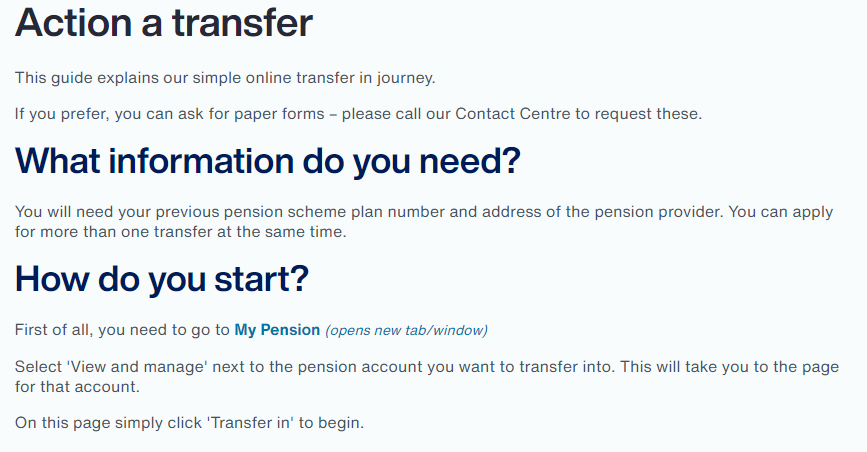 Action a transfer
This guide explains our simple online transfer in journey.
If you prefer, you can ask for paper forms – please call our Contact Centre to request these.
What information do you need?
You will need your previous pension scheme plan number and address of the pension provider. You can apply
for more than one transfer at the same time.
How do you start?
First of all, you need to go to My Pension (opens new tab/window)
Select 'View and manage' next to the pension account you want to transfer into. This will take you to the page
for that account.
On this page simply click 'Transfer in' to begin.